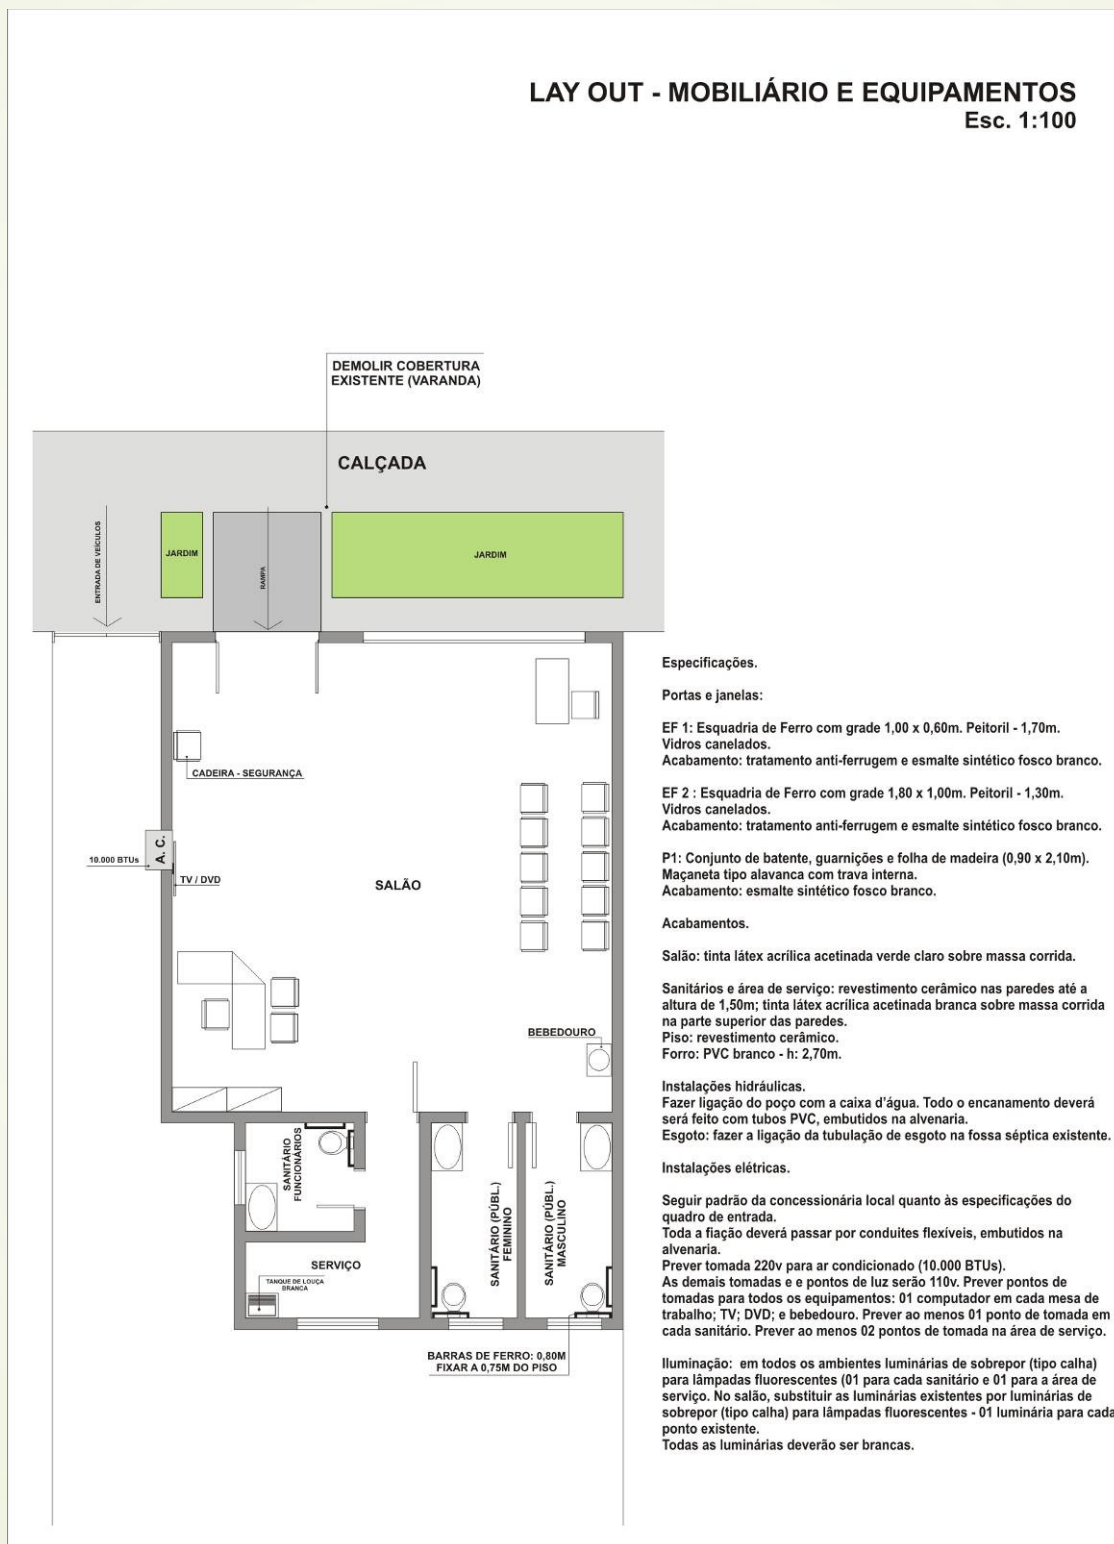 LAY OUT - MOBILIÁRIO E EQUIPAMENTOS
Esc. 1:100
DEMOLIR COBERTURA
EXISTENTE (VARANDA)
CALÇADA
ENTRADA DE VEÍCULOS
JARDIM
RAMPA
JARDIM
CADEIRA - SEGURANÇA
A. C.
10.000 BTUs
TV / DVD
SALÃO
BEBEDOURO
SANITÁRIO
FUNCIONÁRIOS
SANITÁRIO (PÚBL.)
FEMININO
SANITÁRIO (PÚBL.)
MASCULINO
SERVIÇO
TANQUE DE LOUÇA
BRANCA
BARRAS DE FERRO: 0,80M
FIXAR A 0,75M DO PISO
Especificações.
Portas e janelas:
EF 1: Esquadria de Ferro com grade 1,00 x 0,60m. Peitoril - 1,70m.
Vidros canelados.
Acabamento: tratamento anti-ferrugem e esmalte sintético fosco branco.
EF 2 : Esquadria de Ferro com grade 1,80 x 1,00m. Peitoril - 1,30m.
Vidros canelados.
Acabamento: tratamento anti-ferrugem e esmalte sintético fosco branco.
P1: Conjunto de batente, guarnições e folha de madeira (0,90 x 2,10m).
Maçaneta tipo alavanca com trava interna.
Acabamento: esmalte sintético fosco branco.
Acabamentos.
Salão: tinta látex acrílica acetinada verde claro sobre massa corrida.
Sanitários e área de serviço: revestimento cerâmico nas paredes até a
altura de 1,50m; tinta látex acrílica acetinada branca sobre massa corrida
na parte superior das paredes.
Piso: revestimento cerâmico.
Forro: PVC branco - h: 2,70m.
Instalações hidráulicas.
Fazer ligação do poço com a caixa d'água. Todo o encanamento deverá
será feito com tubos PVC, embutidos na alvenaria.
Esgoto: fazer a ligação da tubulação de esgoto na fossa séptica existente.
Instalações elétricas.
Seguir padrão da concessionária local quanto às especificações do
quadro de entrada.
Toda a fiação deverá passar por conduites flexíveis, embutidos na
alvenaria.
Prever tomada 220v para ar condicionado (10.000 BTUs).
As demais tomadas e e pontos de luz serão 110v. Prever pontos de
tomadas para todos os equipamentos: 01 computador em cada mesa de
trabalho; TV; DVD; e bebedouro. Prever ao menos 01 ponto de tomada em
cada sanitário. Prever ao menos 02 pontos de tomada na área de serviço.
Iluminação: em todos os ambientes luminárias de sobrepor (tipo calha)
para lâmpadas fluorescentes (01 para cada sanitário e 01 para a área de
serviço. No salão, substituir as luminárias existentes por luminárias de
sobrepor (tipo calha) para lâmpadas fluorescentes - 01 luminária para cada
ponto existente.
Todas as luminárias deverão ser brancas.